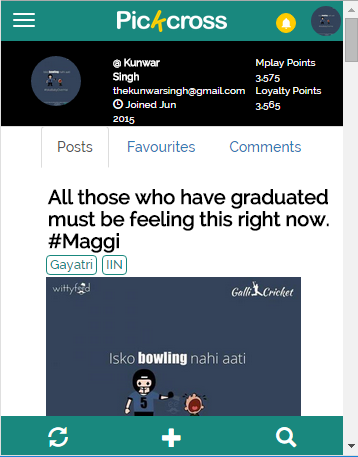 Pickcross
@ Kunwar
Singh
thekunwarsingh@gmail.com
Joined Jun
2015
Mplay Points
3,575
Loyalty Points
3,565
Posts Favourites Comments
All those who have graduated
must be feeling this right now.
#Maggi
Gayatri IIN
wittyfeed
Galli Cricket
Isko bowling nahi aati
5